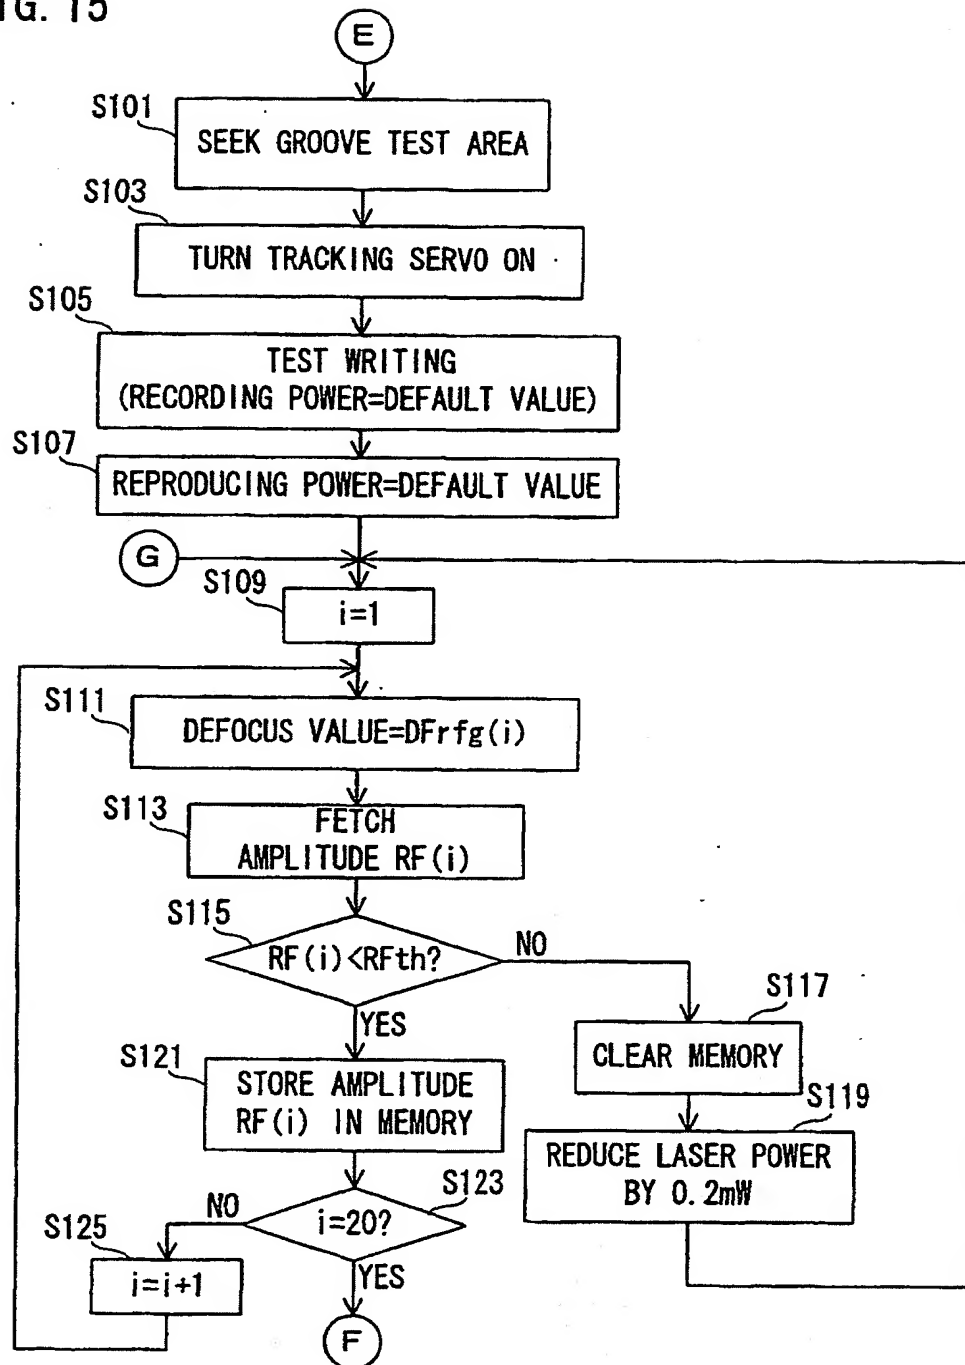 FIG. 15
E
S101
SEEK GROOVE TEST AREA
S103
TURN TRACKING SERVO ON
S105
TEST WRITING
(RECORDING POWER=DEFAULT VALUE)
S107
REPRODUCING POWER=DEFAULT VALUE
G
S109
i=1
S111
DEFOCUS VALUE=DFrfg(i)
S113
FETCH
AMPLITUDE RF(i)
S115
RF(i)<RFth?
NO
YES
S117
CLEAR MEMORY
S119
REDUCE LASER POWER
BY 0.2mW
S121
STORE AMPLITUDE
RF(i) IN MEMORY
S123
i=20?
NO
YES
S125
i=i+1
F